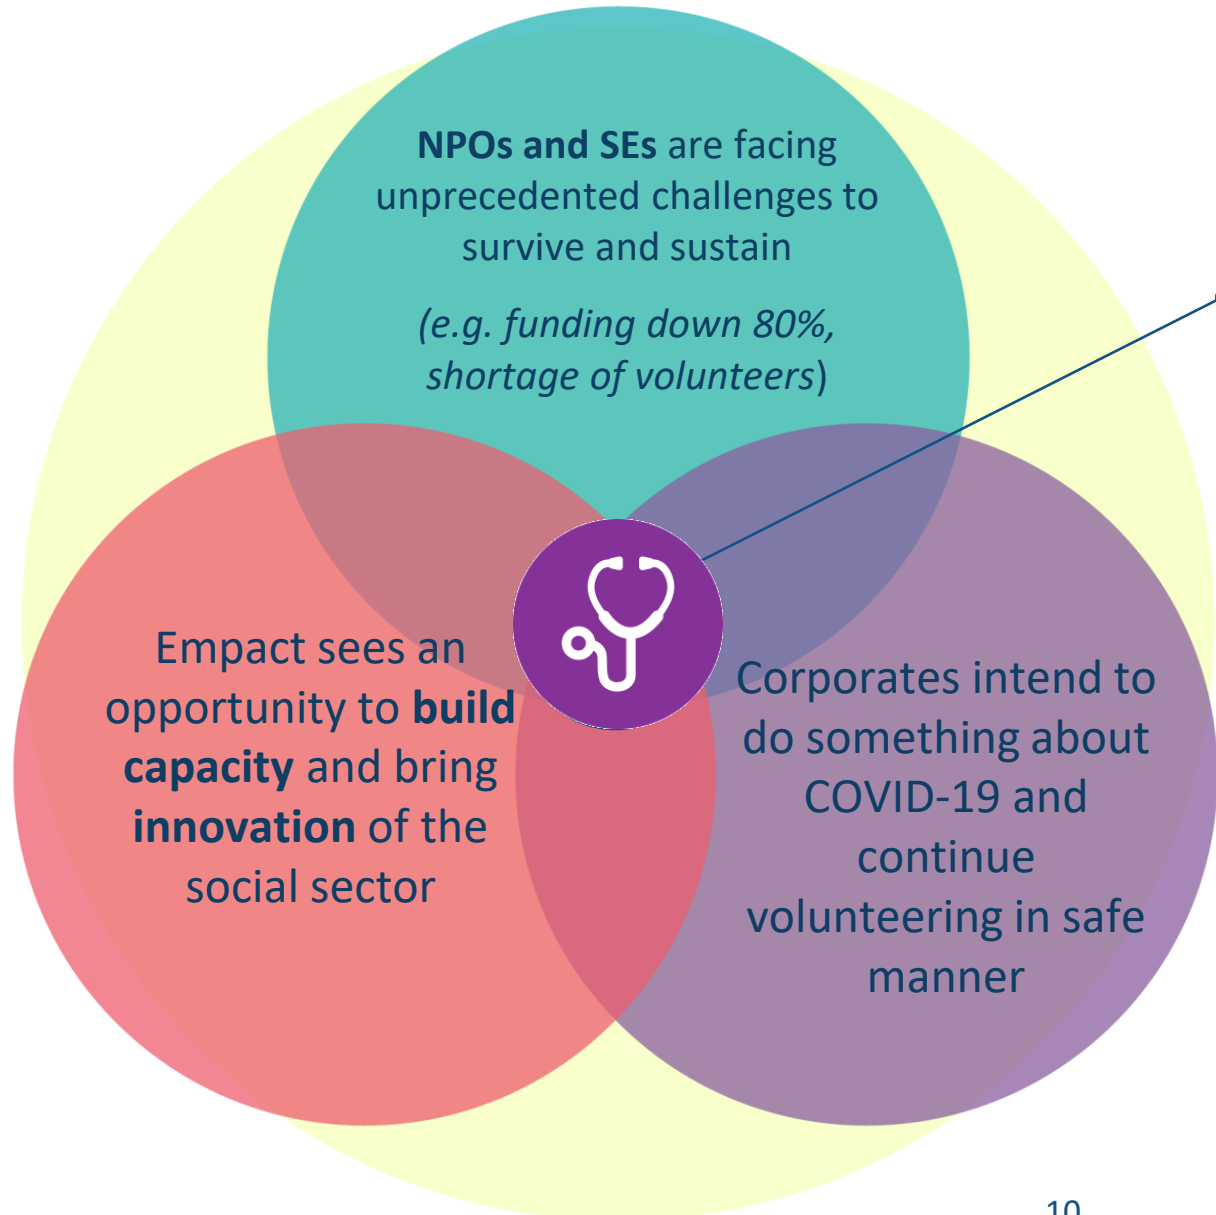 NPOs and SEs are facing
unprecedented challenges to
survive and sustain
(e.g. funding down 80%,
shortage of volunteers)
Empact sees an
opportunity to build
capacity and bring
innovation of the
social sector
Corporates intend to
do something about
COVID-19 and
continue
volunteering in safe
manner
10